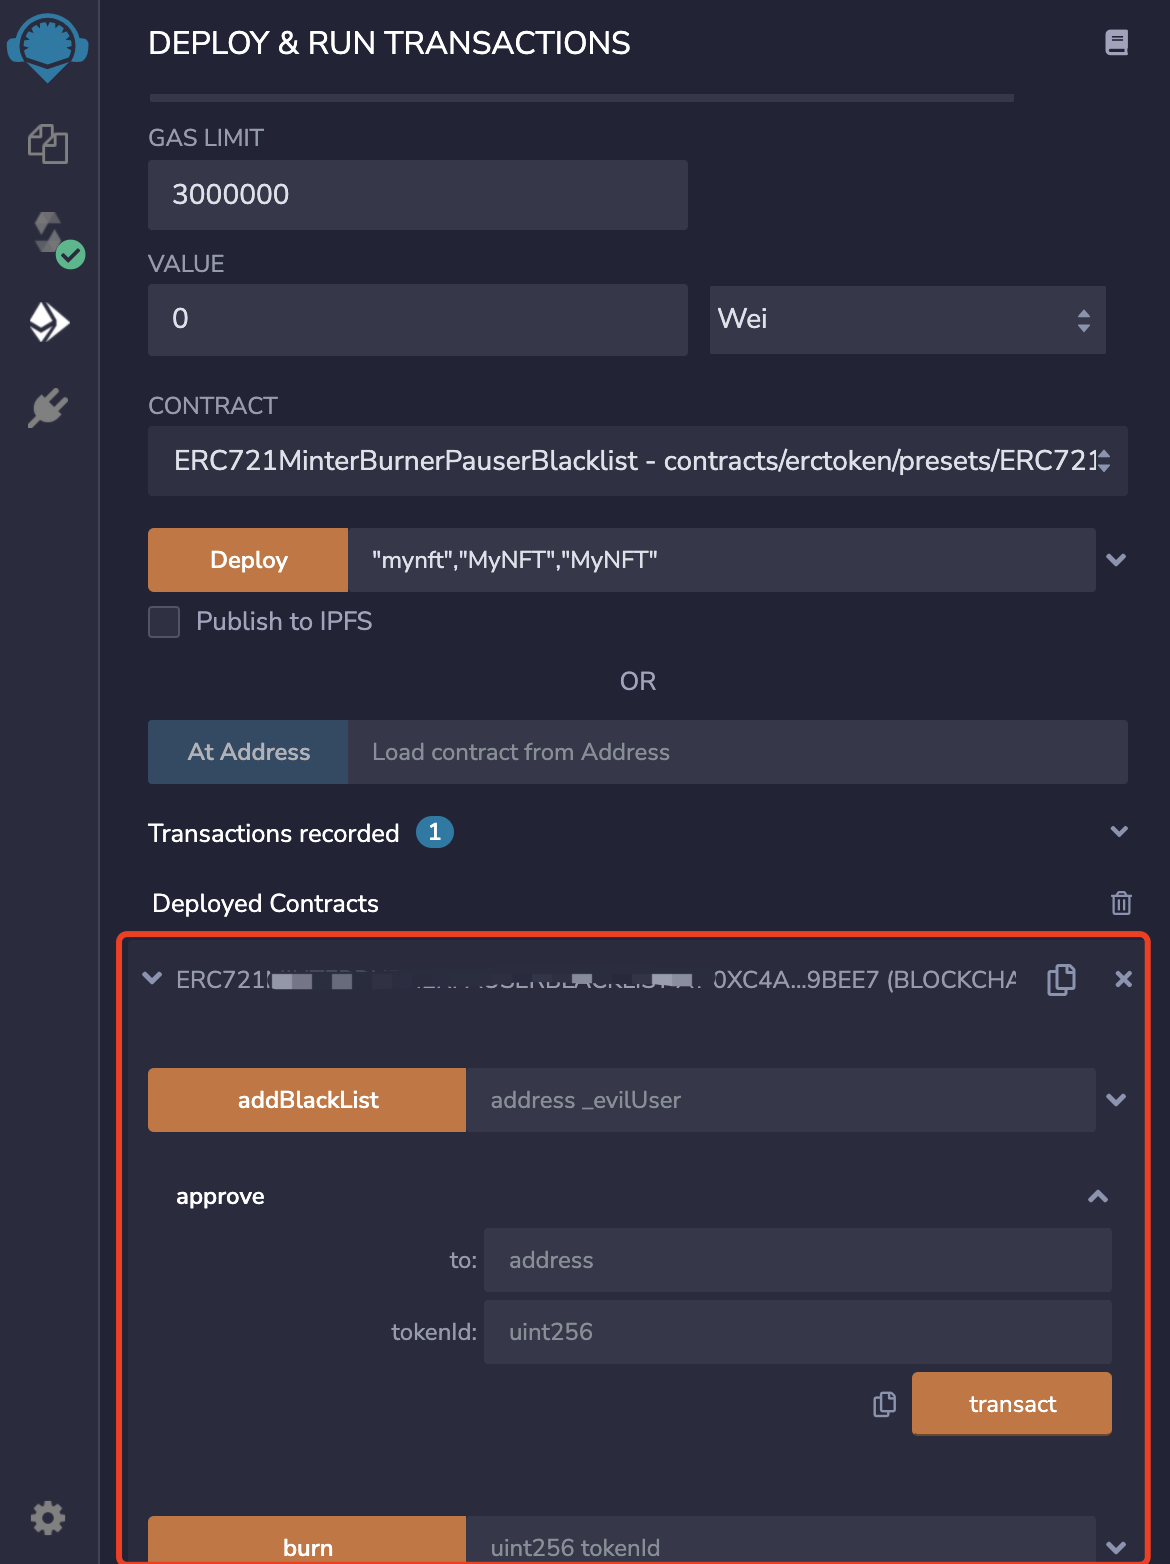 DEPLOY & RUN TRANSACTIONS
GAS LIMIT
3000000
VALUE
0
Wei
CONTRACT
ERC721MinterBurnerPauserBlacklist - contracts/erctoken/presets/ERC721
Deploy
"mynft","MyNFT","MyNFT"
Publish to IPFS
OR
At Address
Load contract from Address
Transactions recorded 1
Deployed Contracts
ERC721 0XC4A...9BEE7 (BLOCKCHA
addBlackList
address _evilUser
approve
to:
address
tokenId:
uint256
transact
burn
uint256 tokenId